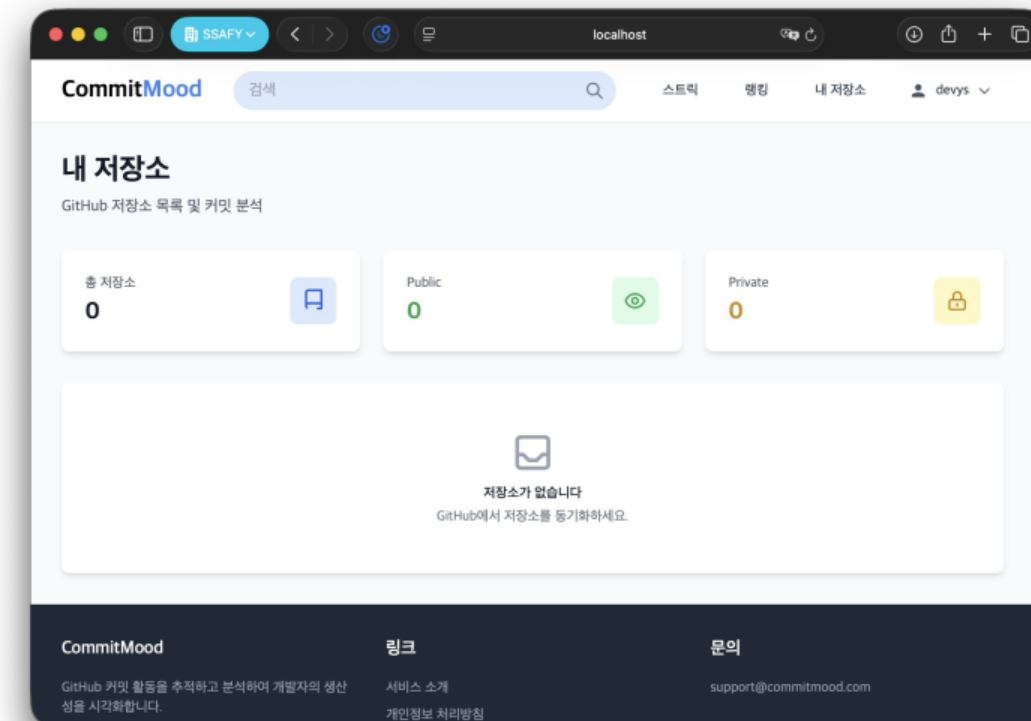 SSAFY
localhost
CommitMood
검색
스트릭
랭킹
내 저장소
devys
내 저장소
GitHub 저장소 목록 및 커밋 분석
총 저장소
0
Public
0
Private
0
저장소가 없습니다
GitHub에서 저장소를 동기화하세요.
CommitMood
GitHub 커밋 활동을 추적하고 분석하여 개발자의 생산
성을 시각화합니다.
링크
서비스 소개
개인정보 처리방침
문의
support@commitmood.com